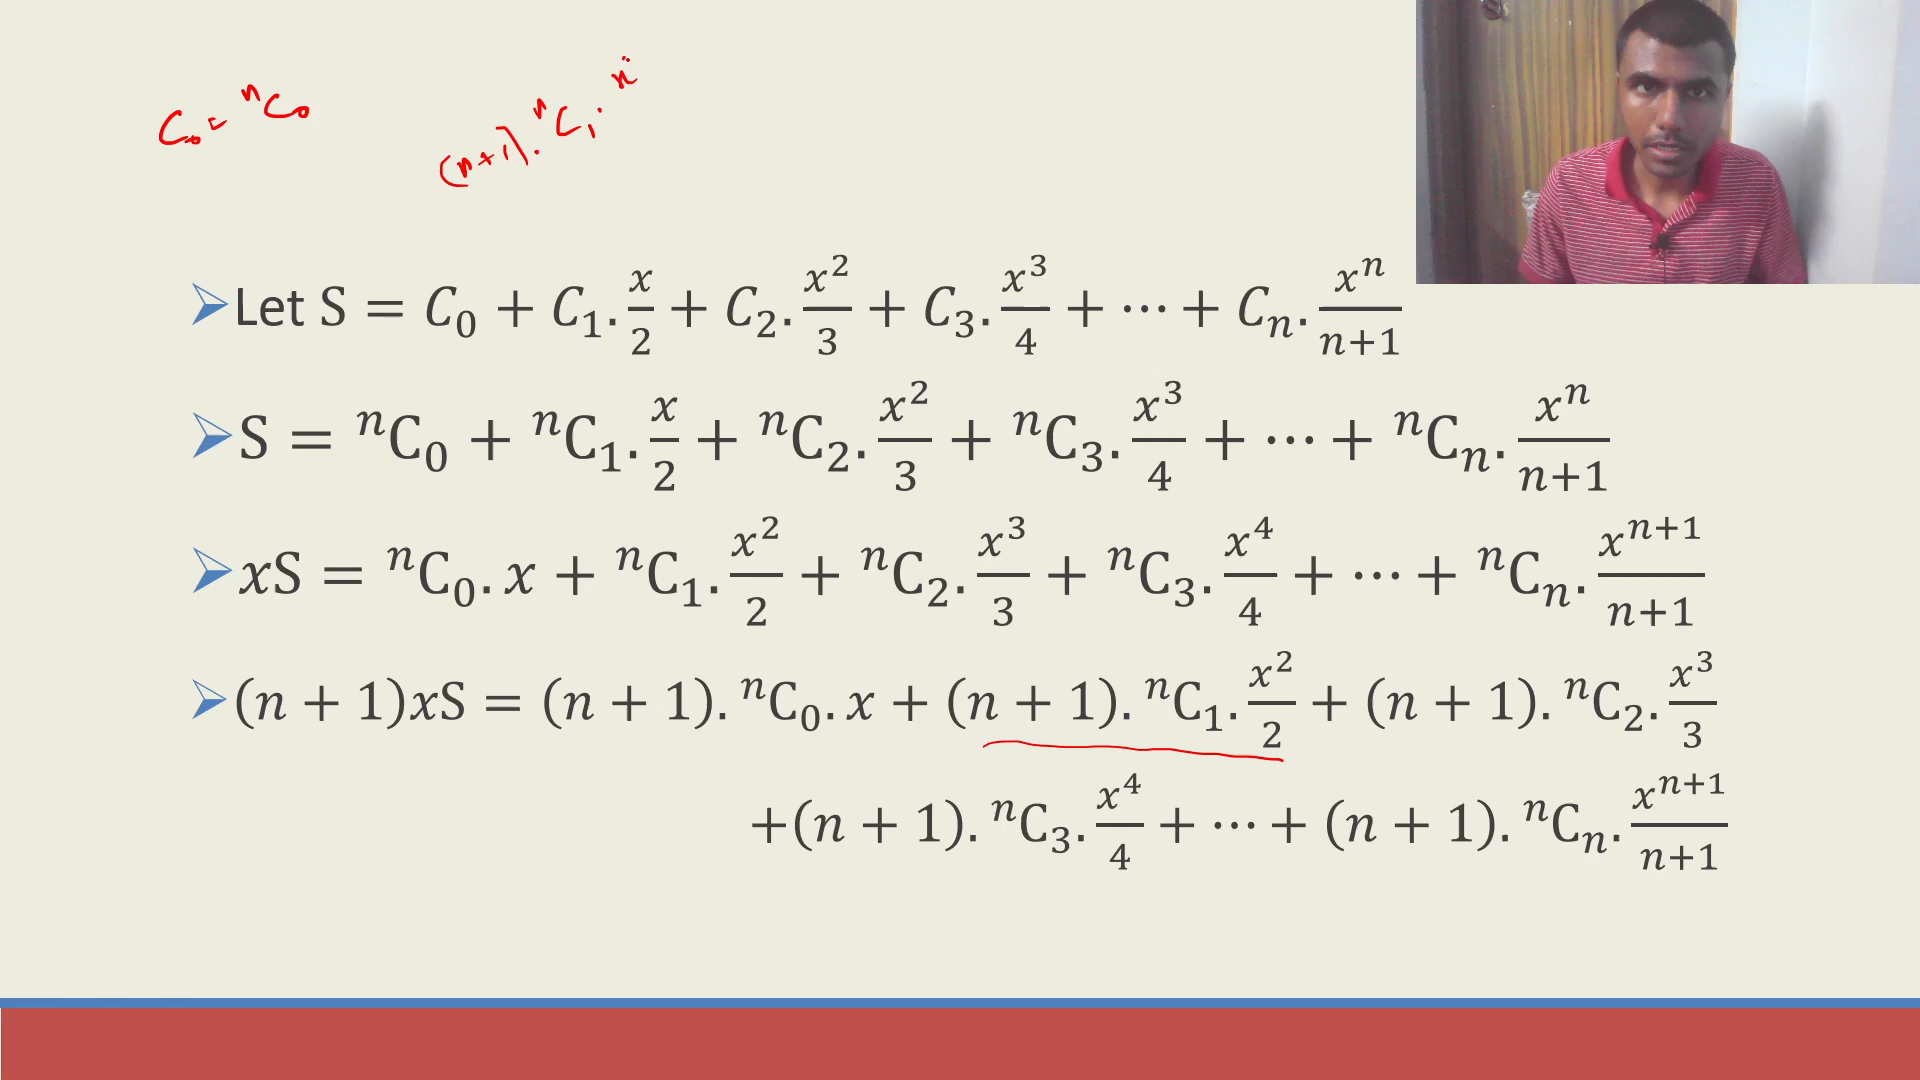 C₀ = ⁿC₀
(n+1). ⁿC₁. x
Let S = C₀ + C₁. x/2 + C₂. x²/3 + C₃. x³/4 + ⋯ + Cₙ. xⁿ/n+1
S = ⁿC₀ + ⁿC₁. x/2 + ⁿC₂. x²/3 + ⁿC₃. x³/4 + ⋯ + ⁿCₙ. xⁿ/n+1
xS = ⁿC₀. x + ⁿC₁. x²/2 + ⁿC₂. x³/3 + ⁿC₃. x⁴/4 + ⋯ + ⁿCₙ. xⁿ⁺¹/n+1
(n + 1)xS = (n + 1). ⁿC₀. x + (n + 1). ⁿC₁. x²/2 + (n + 1). ⁿC₂. x³/3
+(n + 1). ⁿC₃. x⁴/4 + ⋯ + (n + 1). ⁿCₙ. xⁿ⁺¹/n+1